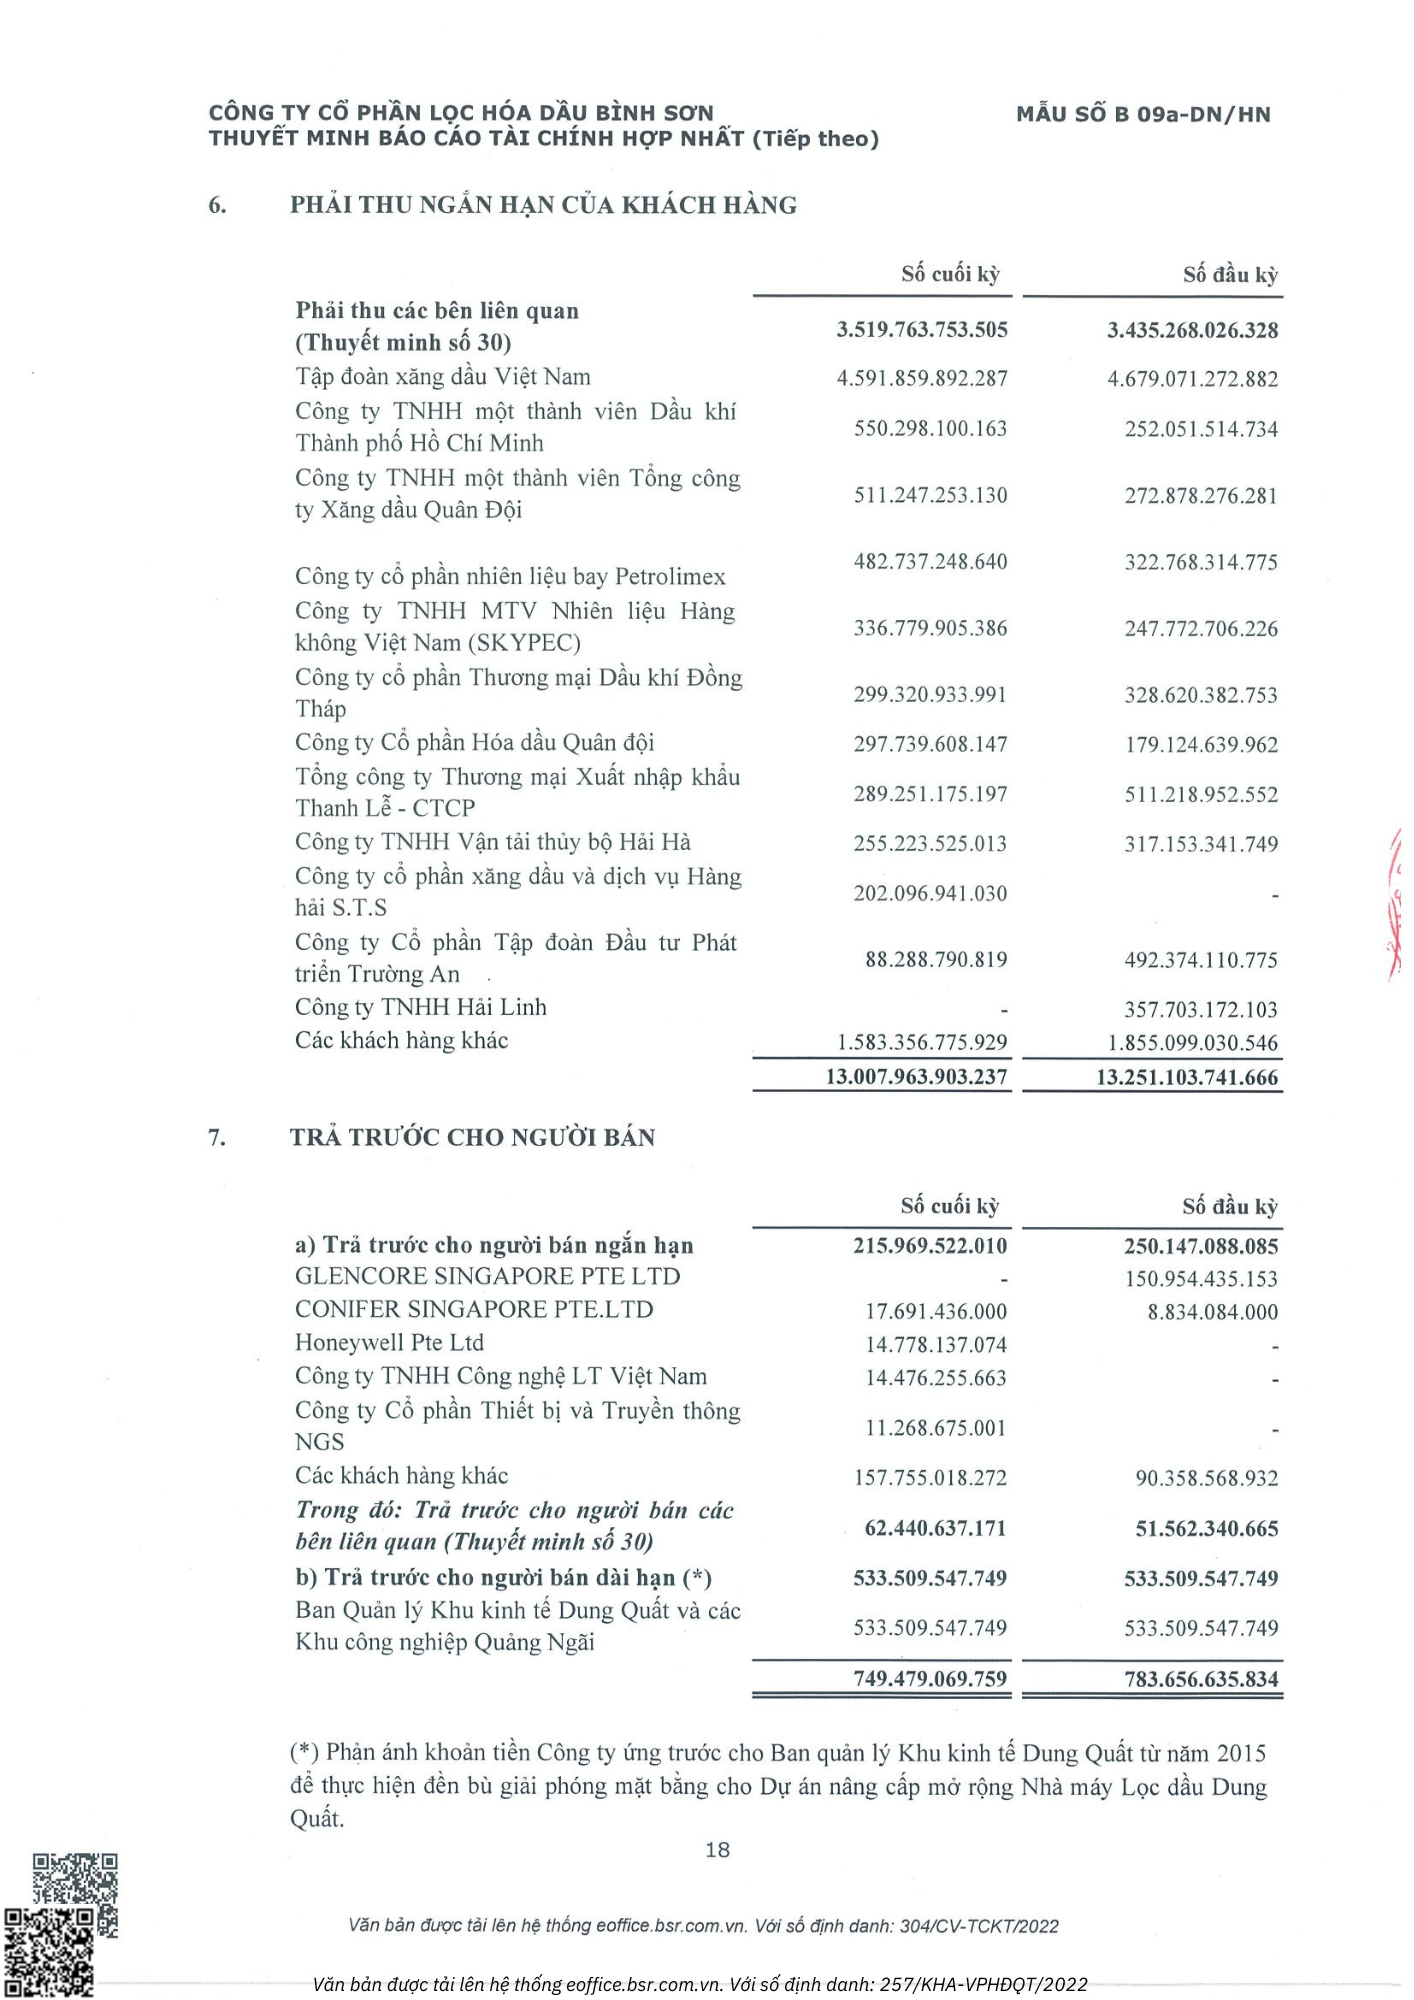 CÔNG TY CỔ PHẦN LỌC HÓA DẦU BÌNH SƠN MẪU SỐ B 09a-DN/HN
THUYẾT MINH BÁO CÁO TÀI CHÍNH HỢP NHẤT (Tiếp theo)
6. PHẢI THU NGẮN HẠN CỦA KHÁCH HÀNG
Số cuối kỳ Số đầu kỳ
Phải thu các bên liên quan
(Thuyết minh số 30) 3.519.763.753.505 3.435.268.026.328
Tập đoàn xăng dầu Việt Nam 4.591.859.892.287 4.679.071.272.882
Công ty TNHH một thành viên Dầu khí
Thành phố Hồ Chí Minh 550.298.100.163 252.051.514.734
Công ty TNHH một thành viên Tổng công
ty Xăng dầu Quân Đội 511.247.253.130 272.878.276.281
Công ty cổ phần nhiên liệu bay Petrolimex 482.737.248.640 322.768.314.775
Công ty TNHH MTV Nhiên liệu Hàng
không Việt Nam (SKYPEC) 336.779.905.386 247.772.706.226
Công ty cổ phần Thương mại Dầu khí Đồng
Tháp 299.320.933.991 328.620.382.753
Công ty Cổ phần Hóa dầu Quân đội 297.739.608.147 179.124.639.962
Tổng công ty Thương mại Xuất nhập khẩu
Thanh Lễ - CTCP 289.251.175.197 511.218.952.552
Công ty TNHH Vận tải thủy bộ Hải Hà 255.223.525.013 317.153.341.749
Công ty cổ phần xăng dầu và dịch vụ Hàng
hải S.T.S 202.096.941.030 -
Công ty Cổ phần Tập đoàn Đầu tư Phát
triển Trường An 88.288.790.819 492.374.110.775
Công ty TNHH Hải Linh - 357.703.172.103
Các khách hàng khác 1.583.356.775.929 1.855.099.030.546
13.007.963.903.237 13.251.103.741.666
7. TRẢ TRƯỚC CHO NGƯỜI BÁN
Số cuối kỳ Số đầu kỳ
a) Trả trước cho người bán ngắn hạn 215.969.522.010 250.147.088.085
GLENCORE SINGAPORE PTE LTD - 150.954.435.153
CONIFER SINGAPORE PTE.LTD 17.691.436.000 8.834.084.000
Honeywell Pte Ltd 14.778.137.074 -
Công ty TNHH Công nghệ LT Việt Nam 14.476.255.663 -
Công ty Cổ phần Thiết bị và Truyền thông
NGS 11.268.675.001 -
Các khách hàng khác 157.755.018.272 90.358.568.932
Trong đó: Trả trước cho người bán các
bên liên quan (Thuyết minh số 30) 62.440.637.171 51.562.340.665
b) Trả trước cho người bán dài hạn (*) 533.509.547.749 533.509.547.749
Ban Quản lý Khu kinh tế Dung Quất và các
Khu công nghiệp Quảng Ngãi 533.509.547.749 533.509.547.749
749.479.069.759 783.656.635.834
(*) Phản ánh khoản tiền Công ty ứng trước cho Ban quản lý Khu kinh tế Dung Quất từ năm 2015
để thực hiện đền bù giải phóng mặt bằng cho Dự án nâng cấp mở rộng Nhà máy Lọc dầu Dung
Quất.
18
Văn bản được tải lên hệ thống eoffice.bsr.com.vn. Với số định danh: 304/CV-TCKT/2022
Văn bản được tải lên hệ thống eoffice.bsr.com.vn. Với số định danh: 257/KHA-VPHĐQT/2022